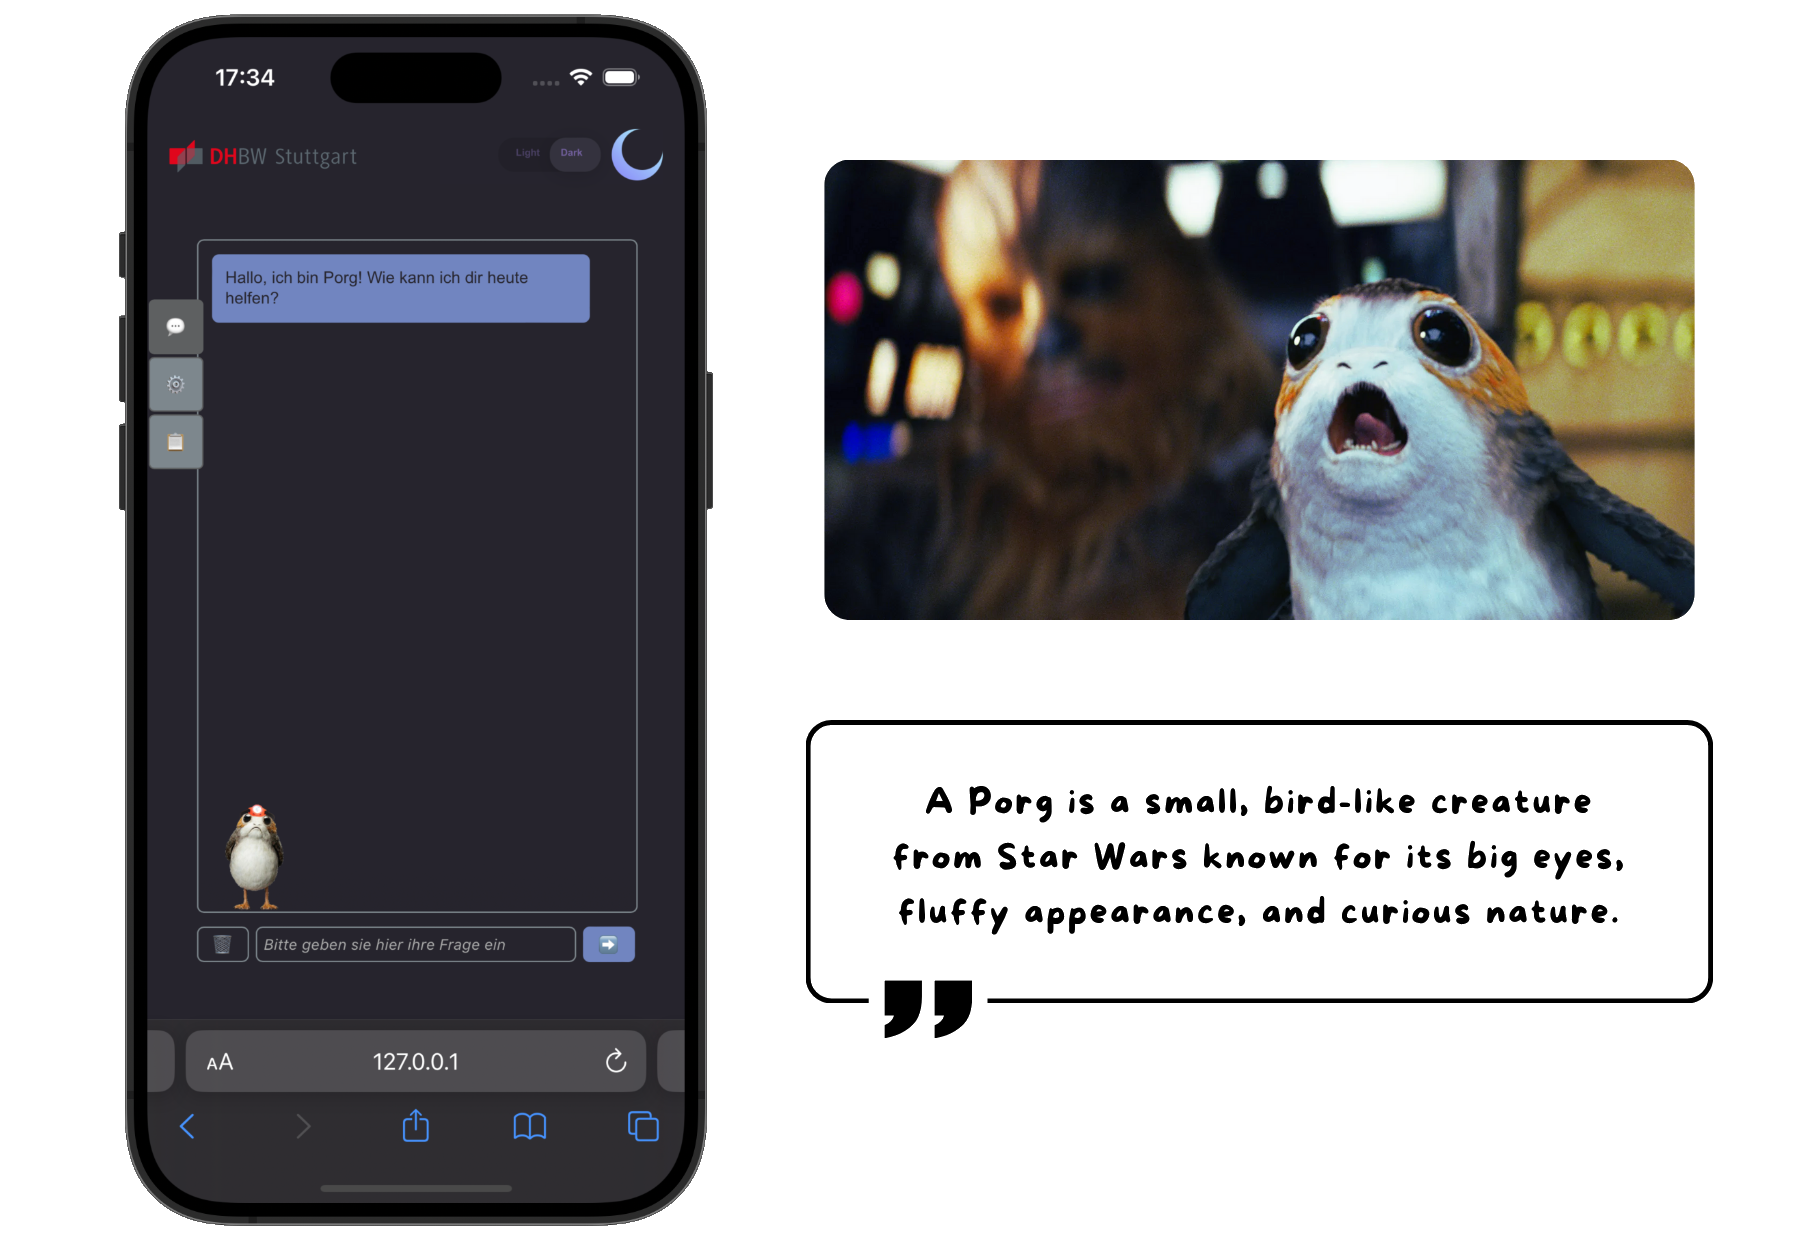 17:34
DHBW Stuttgart
Light Dark
Hallo, ich bin Porg! Wie kann ich dir heute
helfen?
Bitte geben sie hier ihre Frage ein
AA 127.0.0.1
A Porg is a small, bird-like creature
from Star Wars known for its big eyes,
fluffy appearance, and curious nature.